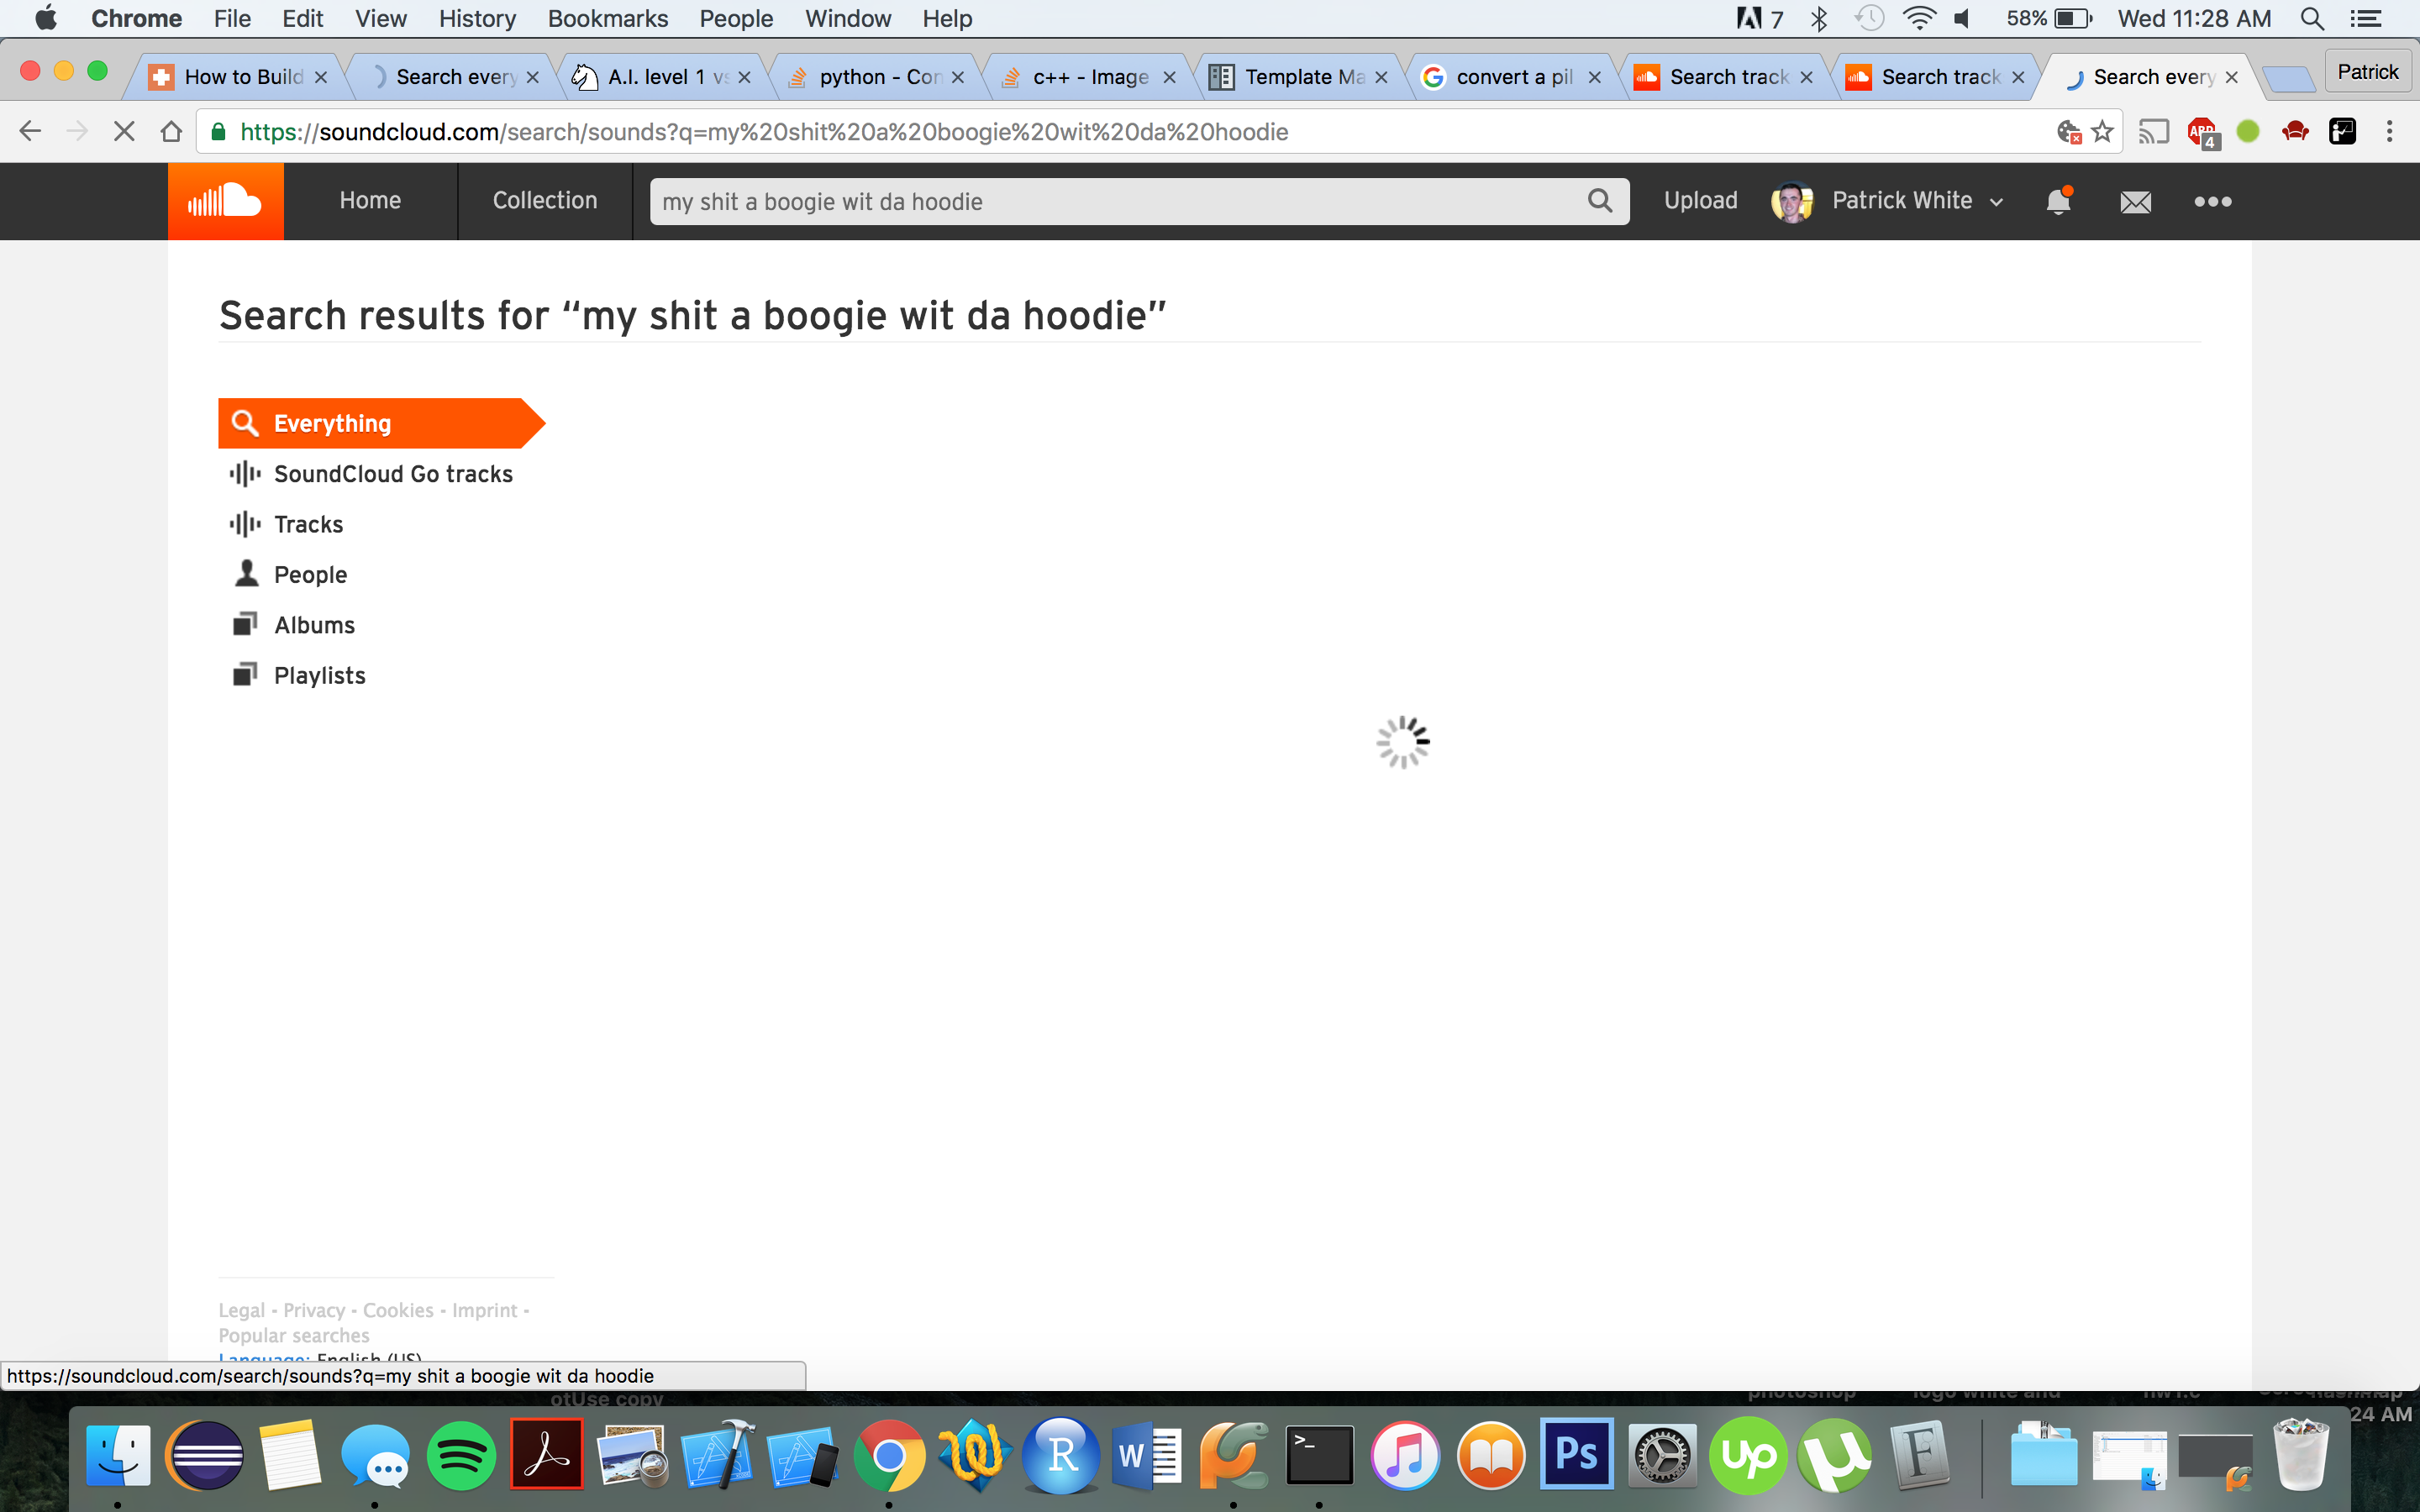 Chrome File Edit View History Bookmarks People Window Help 7 58% Wed 11:28 AM
How to Build Search every A.I. level 1 vs python - Con c++ - Image Template Ma convert a pil Search track Search track Search every Patrick
https://soundcloud.com/search/sounds?q=my%20shit%20a%20boogie%20wit%20da%20hoodie ABP 4
Home Collection my shit a boogie wit da hoodie Upload Patrick White
Search results for “my shit a boogie wit da hoodie”
Everything
SoundCloud Go tracks
Tracks
People
Albums
Playlists
Legal - Privacy - Cookies - Imprint -
Popular searches
Language: English (US)
https://soundcloud.com/search/sounds?q=my shit a boogie wit da hoodie
otUse copy photoshop logo white and hw1.c
24 AM
R W >_ Ps up µ F